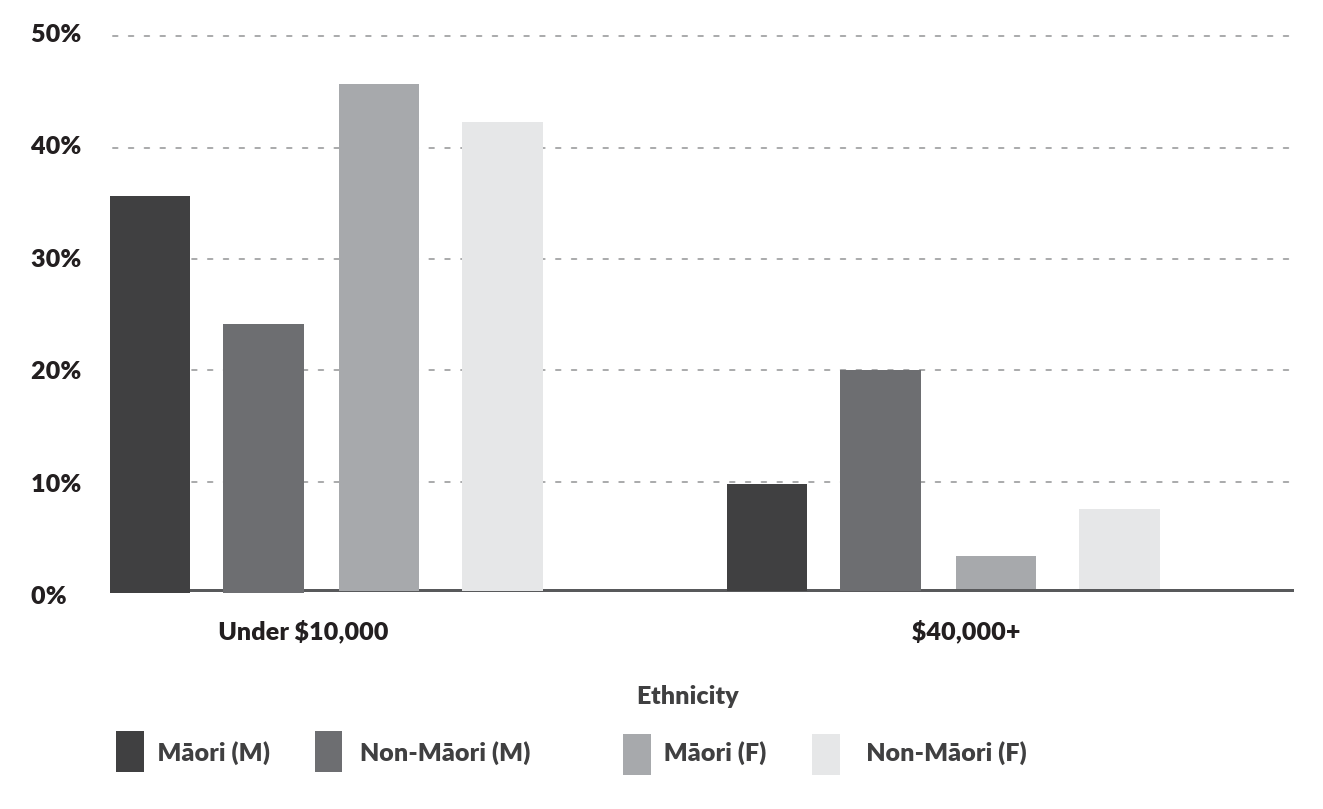 50%
40%
30%
20%
10%
0%
Under $10,000 $40,000+
Ethnicity
Māori (M) Non-Māori (M) Māori (F) Non-Māori (F)